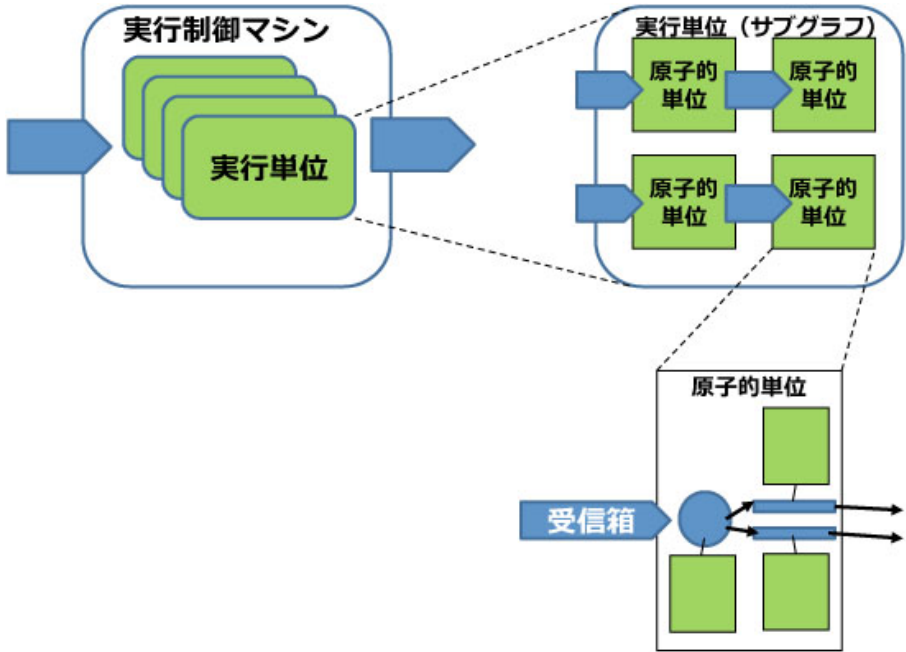 実行制御マシン
実行単位
実行単位（サブグラフ）
原子的
単位
原子的
単位
原子的
単位
原子的
単位
原子的単位
受信箱